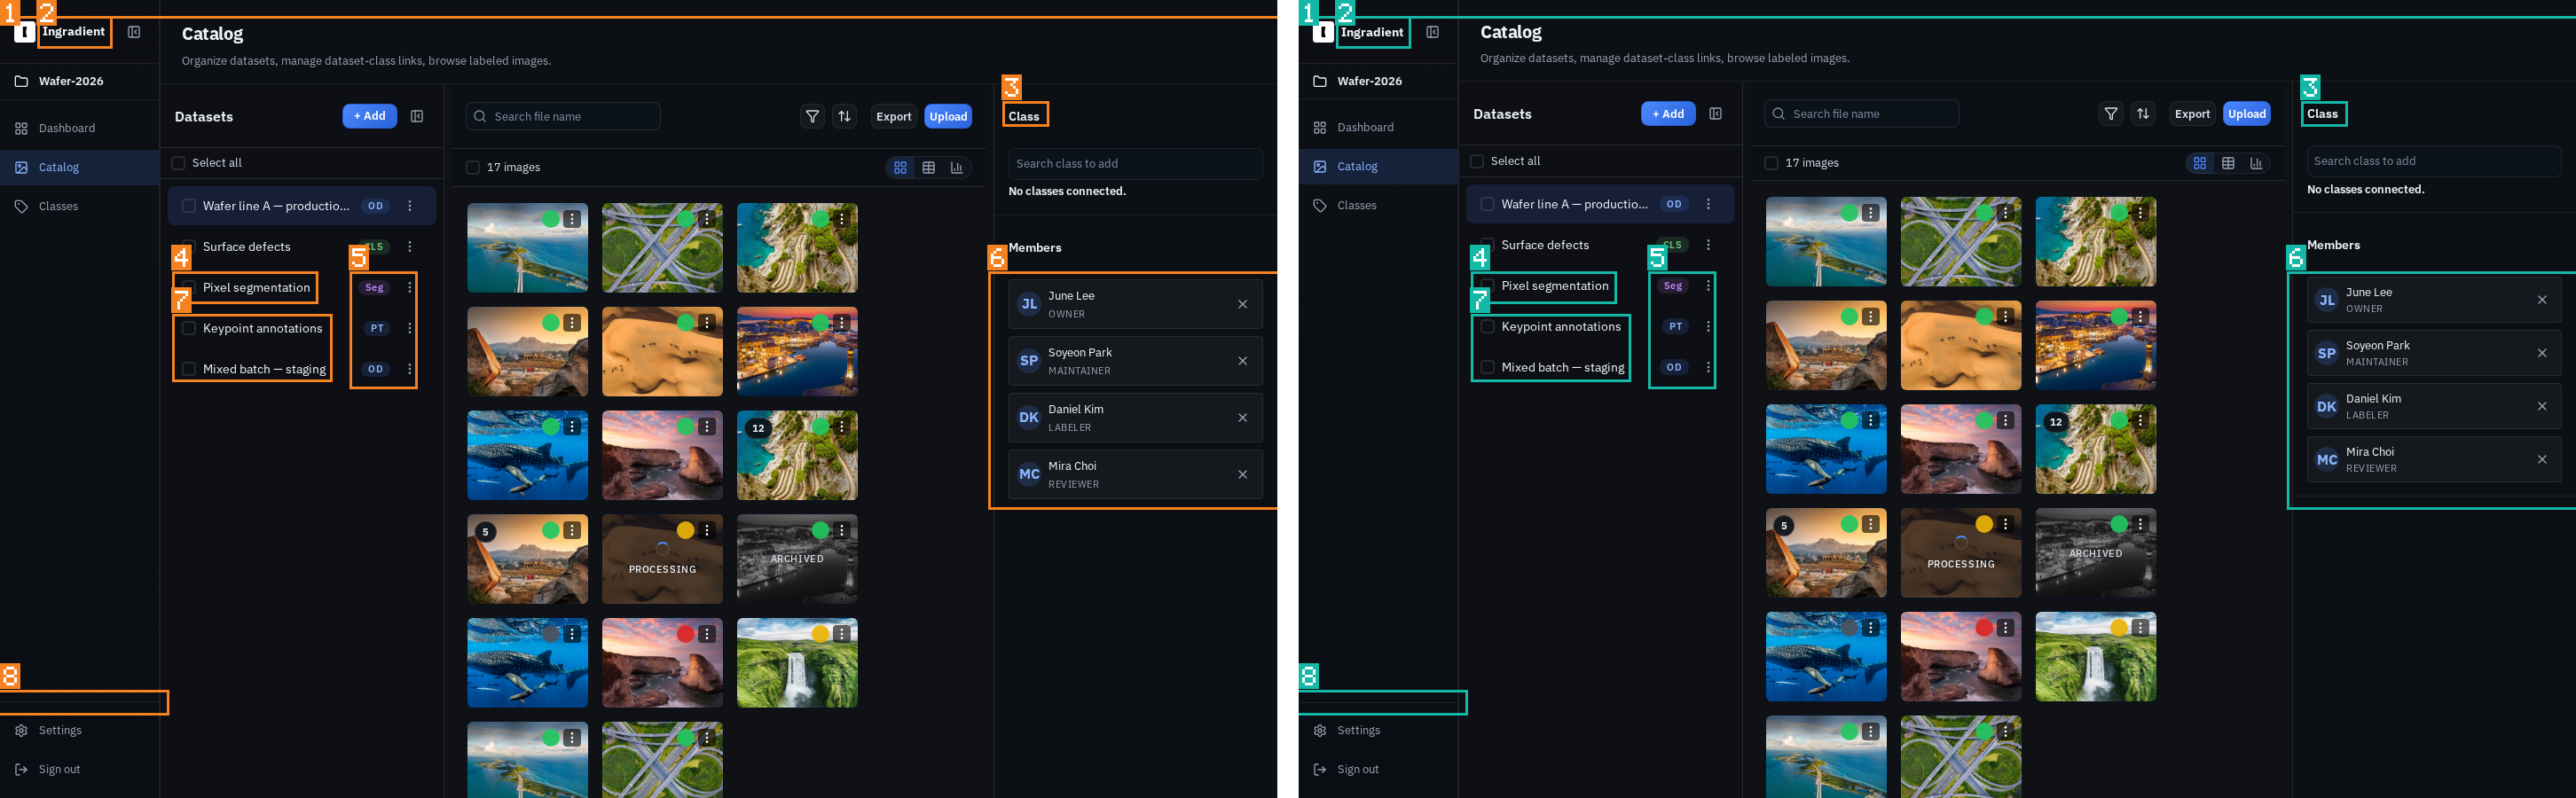 1 2
Ingradient
Catalog
Organize datasets, manage dataset-class links, browse labeled images.
Wafer-2026
Dashboard
Catalog
Classes
Datasets
+ Add
Select all
Wafer line A — productio... OD
Surface defects CLS
4 5
Pixel segmentation Seg
7
Keypoint annotations PT
Mixed batch — staging OD
8
Settings
Sign out
Search file name
Export
Upload
17 images
12
5
PROCESSING
ARCHIVED
3
Class
Search class to add
No classes connected.
Members
6
JL June Lee
OWNER
SP Soyeon Park
MAINTAINER
DK Daniel Kim
LABELER
MC Mira Choi
REVIEWER
1 2
Ingradient
Catalog
Organize datasets, manage dataset-class links, browse labeled images.
Wafer-2026
Dashboard
Catalog
Classes
Datasets
+ Add
Select all
Wafer line A — productio... OD
Surface defects CLS
4 5
Pixel segmentation Seg
7
Keypoint annotations PT
Mixed batch — staging OD
8
Settings
Sign out
Search file name
Export
Upload
17 images
12
5
PROCESSING
ARCHIVED
3
Class
Search class to add
No classes connected.
Members
6
JL June Lee
OWNER
SP Soyeon Park
MAINTAINER
DK Daniel Kim
LABELER
MC Mira Choi
REVIEWER